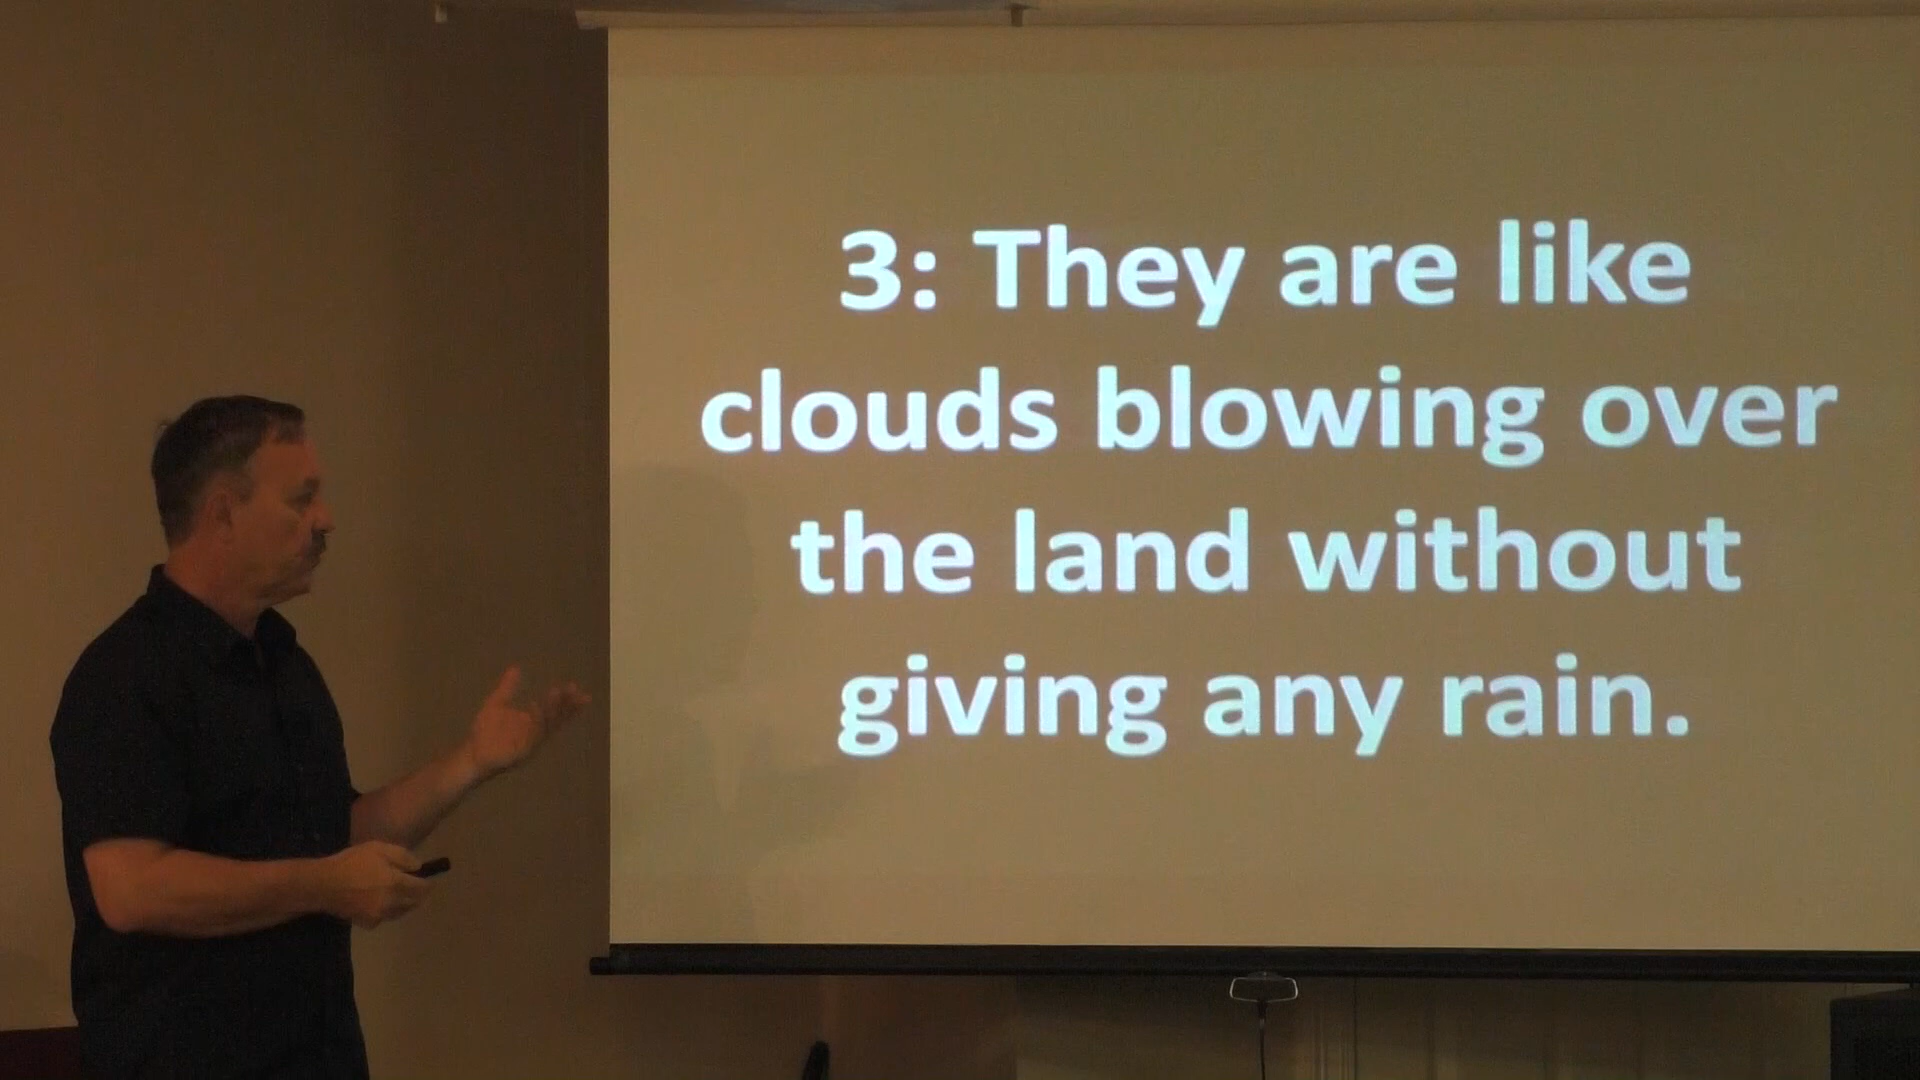 3: They are like
clouds blowing over
the land without
giving any rain.